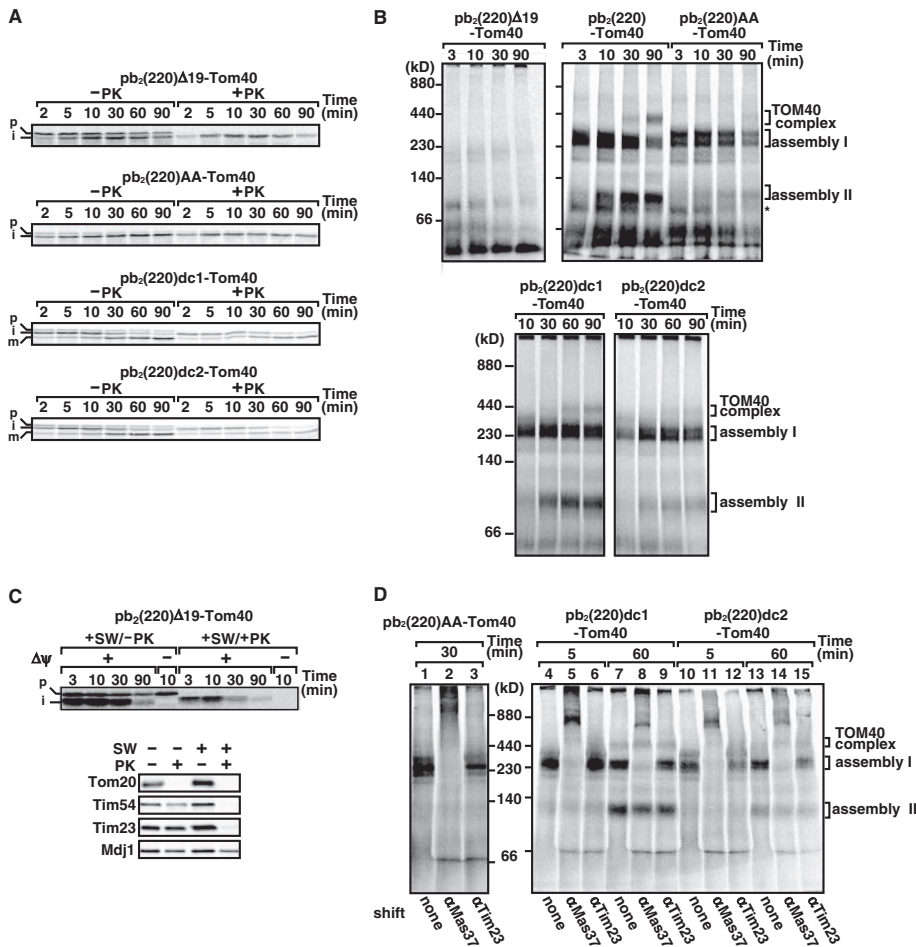 A
pb₂(220)Δ19-Tom40
−PK +PK Time
2 5 10 30 60 90 2 5 10 30 60 90 (min)
p
i
pb₂(220)AA-Tom40
−PK +PK Time
2 5 10 30 60 90 2 5 10 30 60 90 (min)
p
i
pb₂(220)dc1-Tom40
−PK +PK Time
2 5 10 30 60 90 2 5 10 30 60 90 (min)
p
i
m
pb₂(220)dc2-Tom40
−PK +PK Time
2 5 10 30 60 90 2 5 10 30 60 90 (min)
p
i
m
B
pb₂(220)Δ19 -Tom40
pb₂(220) -Tom40
pb₂(220)AA -Tom40
Time (min)
3 10 30 90 3 10 30 90 3 10 30 90
(kD)
880
440
230
140
66
TOM40 complex
assembly I
assembly II
*
pb₂(220)dc1 -Tom40
pb₂(220)dc2 -Tom40
Time (min)
10 30 60 90 10 30 60 90
(kD)
880
440
230
140
66
TOM40 complex
assembly I
assembly II
C
pb₂(220)Δ19-Tom40
+SW/−PK +SW/+PK
Δψ + − + −
3 10 30 90 10 3 10 30 90 10 Time (min)
p
i
SW − − + +
PK − + − +
Tom20
Tim54
Tim23
Mdj1
D
pb₂(220)AA-Tom40
30 Time (min)
1 2 3
pb₂(220)dc1 -Tom40
pb₂(220)dc2 -Tom40
5 60 5 60 Time (min)
4 5 6 7 8 9 10 11 12 13 14 15
(kD)
880
440
230
140
66
TOM40 complex
assembly I
assembly II
shift none αMas37 αTim23 none αMas37 αTim23 none αMas37 αTim23 none αMas37 αTim23 none αMas37 αTim23